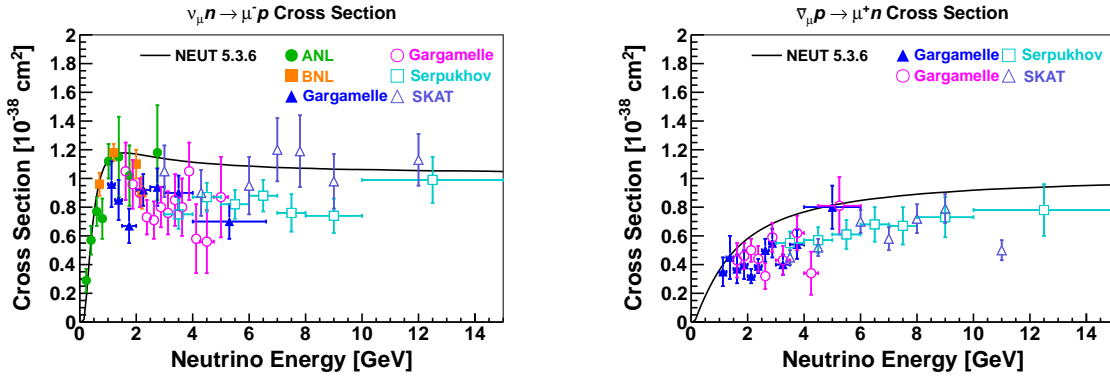 ν_μ n → μ⁻p Cross Section
Cross Section [10⁻³⁸ cm²]
2
1.8
1.6
1.4
1.2
1
0.8
0.6
0.4
0.2
0
NEUT 5.3.6
ANL
BNL
Gargamelle
Gargamelle
Serpukhov
SKAT
0 2 4 6 8 10 12 14
Neutrino Energy [GeV]
ν̅_μ p → μ⁺n Cross Section
Cross Section [10⁻³⁸ cm²]
2
1.8
1.6
1.4
1.2
1
0.8
0.6
0.4
0.2
0
NEUT 5.3.6
Gargamelle
Gargamelle
Serpukhov
SKAT
0 2 4 6 8 10 12 14
Neutrino Energy [GeV]